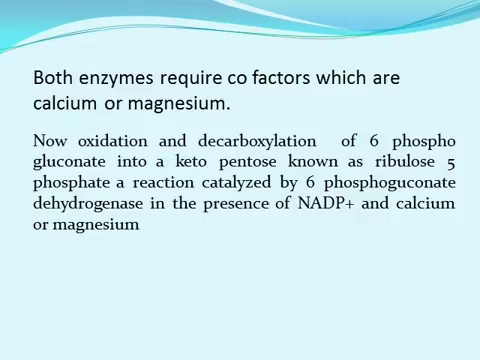 Both enzymes require co factors which are
calcium or magnesium.
Now oxidation and decarboxylation of 6 phospho
gluconate into a keto pentose known as ribulose 5
phosphate a reaction catalyzed by 6 phosphoguconate
dehydrogenase in the presence of NADP+ and calcium
or magnesium